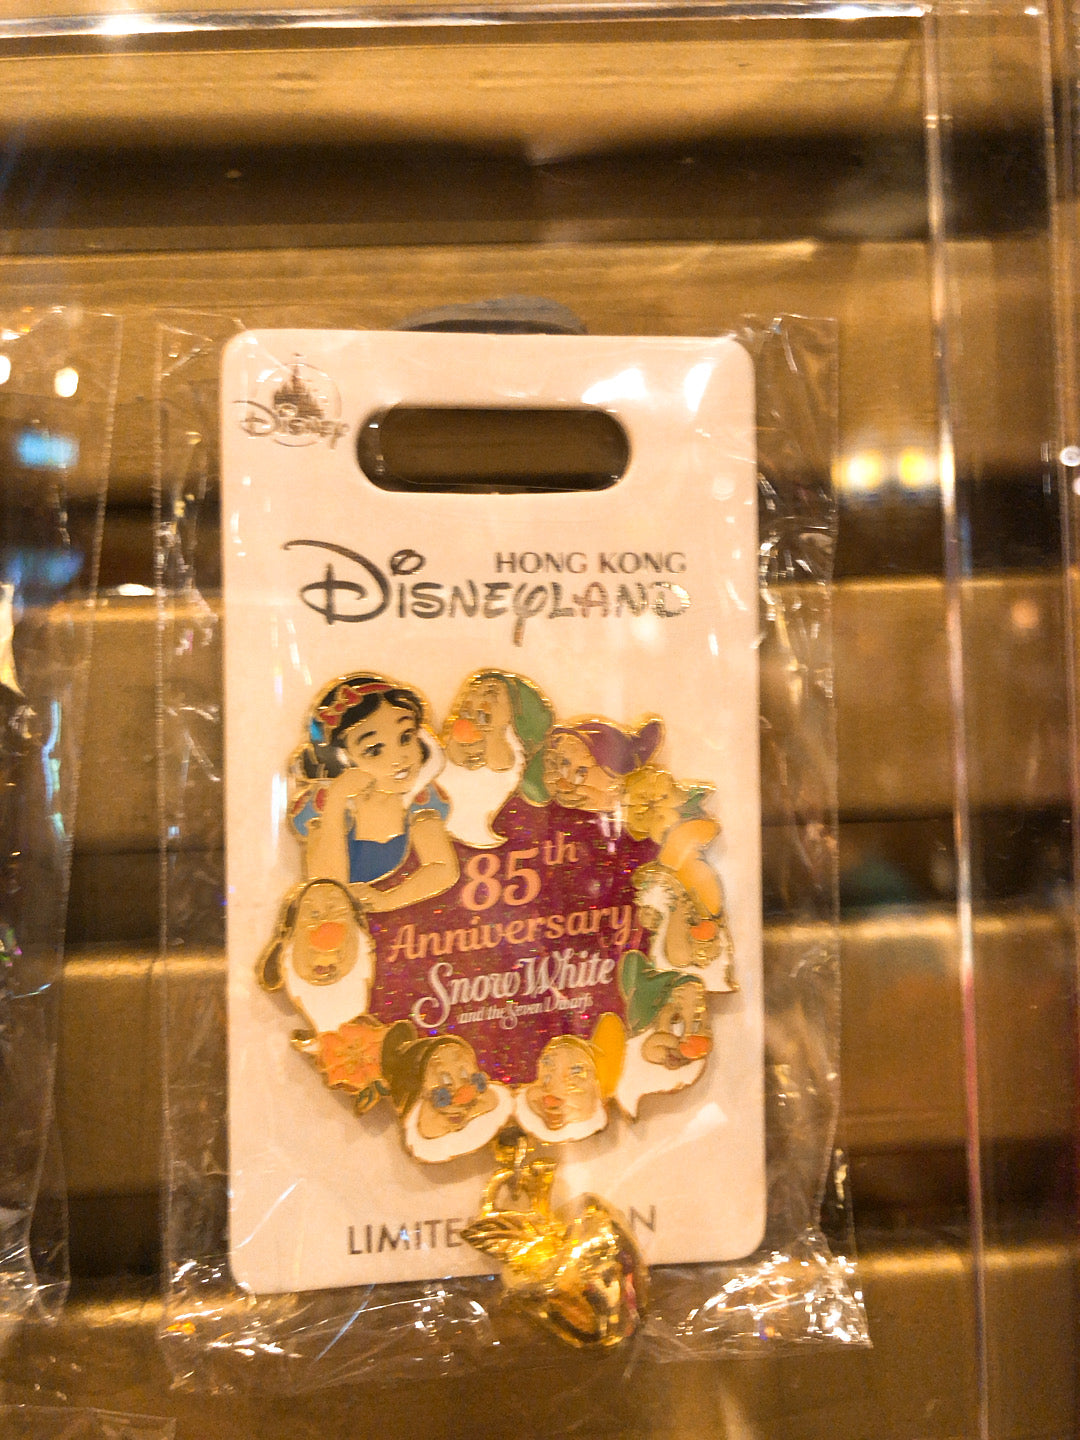 Disney
HONG KONG
Disneyland
85th
Anniversary
Snow White
and the Seven Dwarfs
LIMITE
N